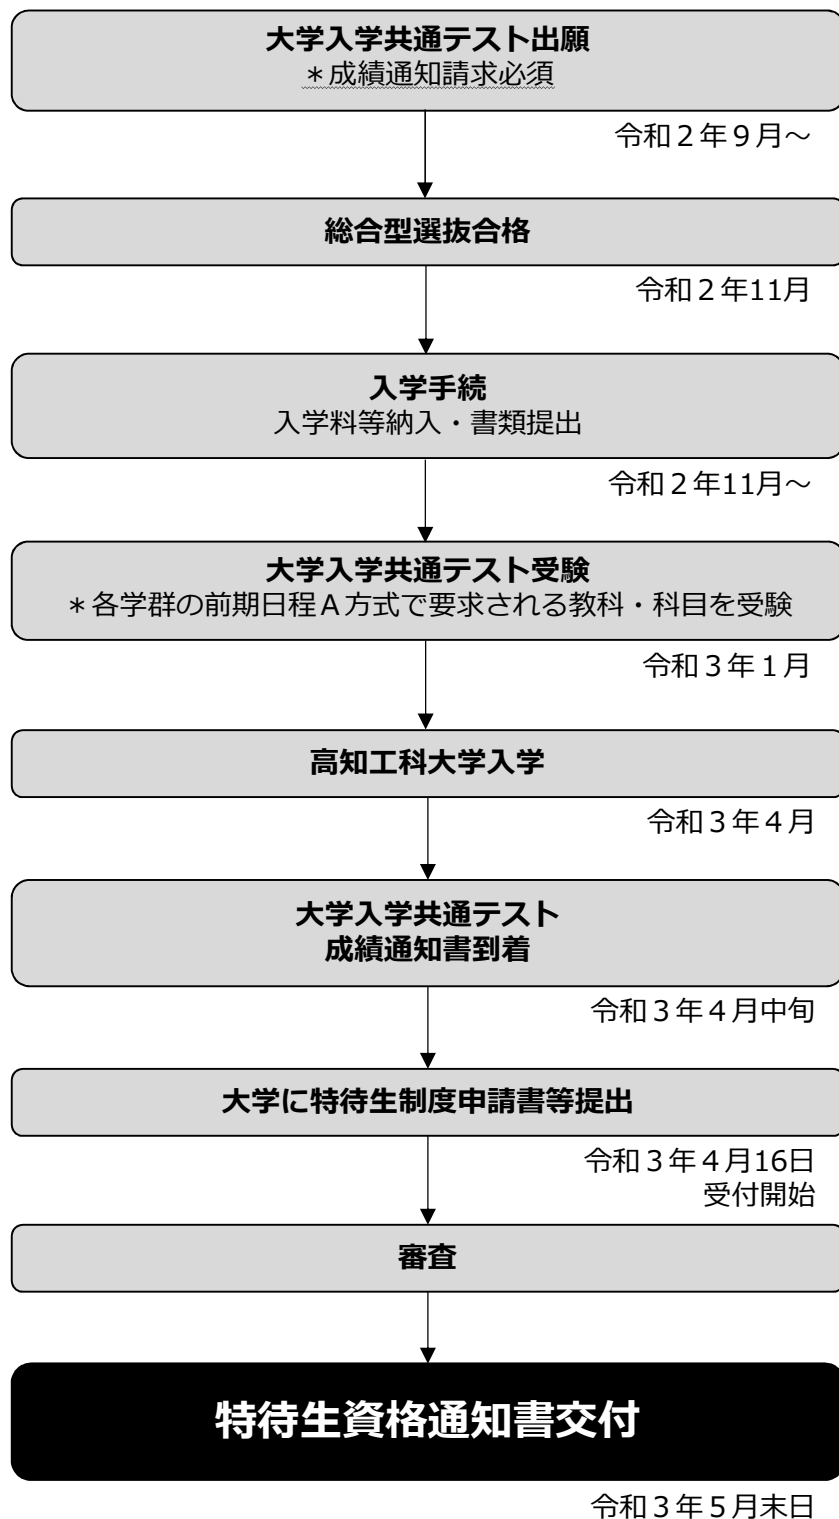 大学入学共通テスト出願
＊成績通知請求必須
令和２年９月～
総合型選抜合格
令和２年11月
入学手続
入学料等納入・書類提出
令和２年11月～
大学入学共通テスト受験
＊各学群の前期日程Ａ方式で要求される教科・科目を受験
令和３年１月
高知工科大学入学
令和３年４月
大学入学共通テスト
成績通知書到着
令和３年４月中旬
大学に特待生制度申請書等提出
令和３年４月16日
受付開始
審査
特待生資格通知書交付
令和３年５月末日